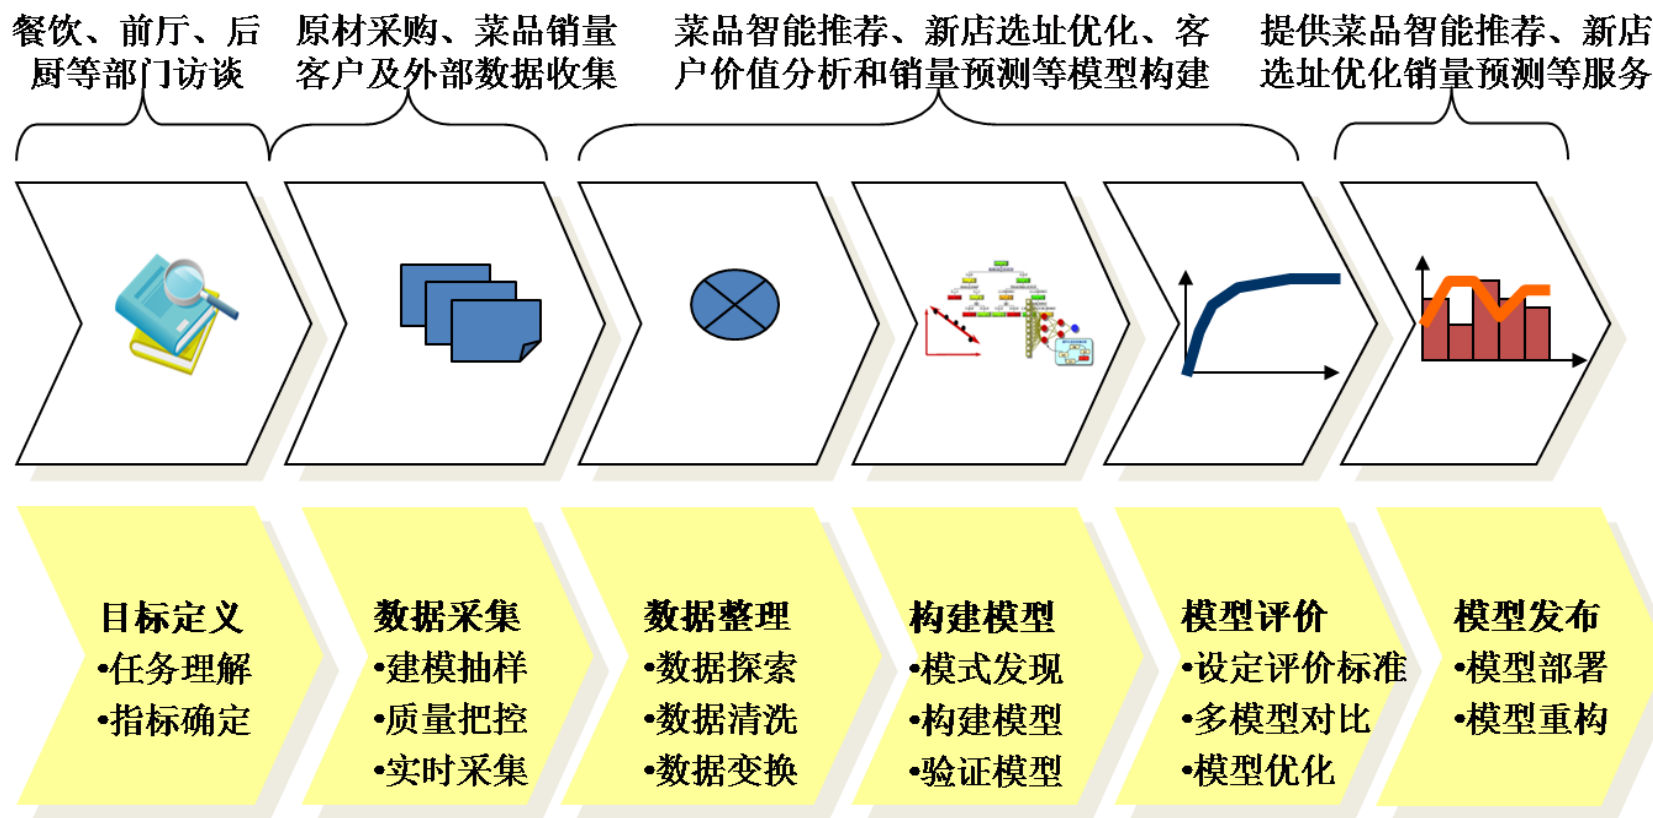 餐饮、前厅、后
厨等部门访谈
原材采购、菜品销量
客户及外部数据收集
菜品智能推荐、新店选址优化、客
户价值分析和销量预测等模型构建
提供菜品智能推荐、新店
选址优化销量预测等服务
目标定义
•任务理解
•指标确定
数据采集
•建模抽样
•质量把控
•实时采集
数据整理
•数据探索
•数据清洗
•数据变换
构建模型
•模式发现
•构建模型
•验证模型
模型评价
•设定评价标准
•多模型对比
•模型优化
模型发布
•模型部署
•模型重构